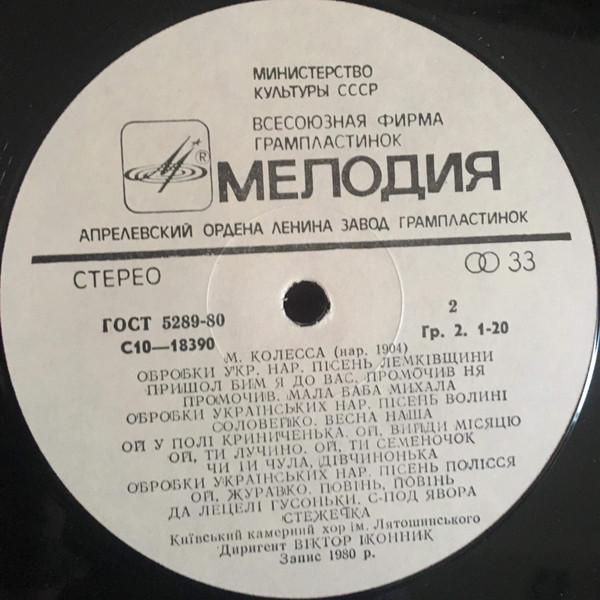 МИНИСТЕРСТВО
КУЛЬТУРЫ СССР
ВСЕСОЮЗНАЯ ФИРМА
ГРАМПЛАСТИНОК
® МЕЛОДИЯ
АПРЕЛЕВСКИЙ ОРДЕНА ЛЕНИНА ЗАВОД ГРАМПЛАСТИНОК
СТЕРЕО 33
ГОСТ 5289-80 2
С10—18390 Гр. 2. 1-20
М. КОЛЕССА (нар. 1904)
ОБРОБКИ УКР. НАР. ПІСЕНЬ ЛЕМКІВЩИНИ
ПРИШОЛ БИМ Я ДО ВАС. ПРОМОЧИВ НЯ
ПРОМОЧИВ. МАЛА БАБА МИХАЛА
ОБРОБКИ УКРАЇНСЬКИХ НАР. ПІСЕНЬ ВОЛИНІ
СОЛОВЕЙКО. ВЕСНА НАША
ОЙ У ПОЛІ КРИНИЧЕНЬКА. ОЙ, ВИЙДИ МІСЯЦЮ
ОЙ, ТИ ЛУЧИНО. ОЙ, ТИ СЕМЕНОЧОК
ЧИ ТИ ЧУЛА, ДІВЧИНОНЬКА
ОБРОБКИ УКРАЇНСЬКИХ НАР. ПІСЕНЬ ПОЛІССЯ
ОЙ, ЖУРАВКО. ПОВІНЬ, ПОВІНЬ
ДА ЛЕЦЕЛІ ГУСОНЬКИ. С-ПОД ЯВОРА
СТЕЖЕЧКА
Київський камерний хор ім. Лятошинського
Диригент ВІКТОР ІКОННИК
Запис 1980 р.